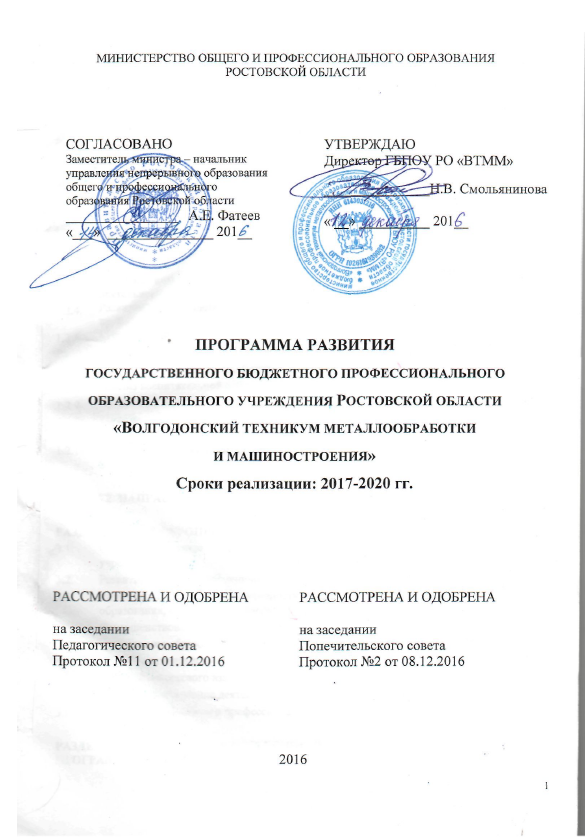 МИНИСТЕРСТВО ОБЩЕГО И ПРОФЕССИОНАЛЬНОГО ОБРАЗОВАНИЯ
РОСТОВСКОЙ ОБЛАСТИ
СОГЛАСОВАНО
Заместитель министра – начальник
управления непрерывного образования
общего и профессионального
образования Ростовской области
А.Е. Фатеев
« » декабрь 2016
УТВЕРЖДАЮ
Директор ГБПОУ РО «ВТММ»
Н.В. Смольянинова
«12» декабря 2016
ПРОГРАММА РАЗВИТИЯ
ГОСУДАРСТВЕННОГО БЮДЖЕТНОГО ПРОФЕССИОНАЛЬНОГО
ОБРАЗОВАТЕЛЬНОГО УЧРЕЖДЕНИЯ РОСТОВСКОЙ ОБЛАСТИ
«ВОЛГОДОНСКИЙ ТЕХНИКУМ МЕТАЛЛООБРАБОТКИ
И МАШИНОСТРОЕНИЯ»
Сроки реализации: 2017-2020 гг.
РАССМОТРЕНА И ОДОБРЕНА
на заседании
Педагогического совета
Протокол №11 от 01.12.2016
РАССМОТРЕНА И ОДОБРЕНА
на заседании
Попечительского совета
Протокол №2 от 08.12.2016
2016
1